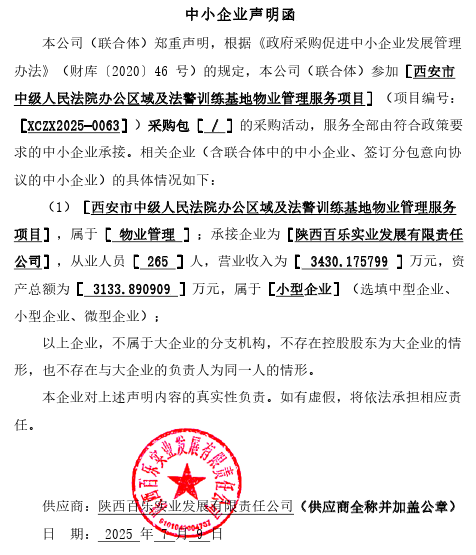 中小企业声明函
本公司（联合体）郑重声明，根据《政府采购促进中小企业发展管理
办法》（财库〔2020〕46 号）的规定，本公司（联合体）参加【西安市
中级人民法院办公区域及法警训练基地物业管理服务项目】（项目编号：
【XCZX2025—0063】）采购包【 / 】的采购活动，服务全部由符合政策要
求的中小企业承接。相关企业（含联合体中的中小企业、签订分包意向协
议的中小企业）的具体情况如下：
（1）【西安市中级人民法院办公区域及法警训练基地物业管理服务
项目】，属于【 物业管理 】；承接企业为【陕西百乐实业发展有限责任
公司】，从业人员【 265 】人，营业收入为【 3430.175799 】万元，资
产总额为【 3133.890909 】万元，属于【小型企业】（选填中型企业、
小型企业、微型企业）；
以上企业，不属于大企业的分支机构，不存在控股股东为大企业的情
形，也不存在与大企业的负责人为同一人的情形。
本企业对上述声明内容的真实性负责。如有虚假，将依法承担相应责
任。
陕西百乐实业发展有限责任公司
供应商：陕西百乐实业发展有限责任公司（供应商全称并加盖公章）
日 期： 2025 年 7 月 9 日